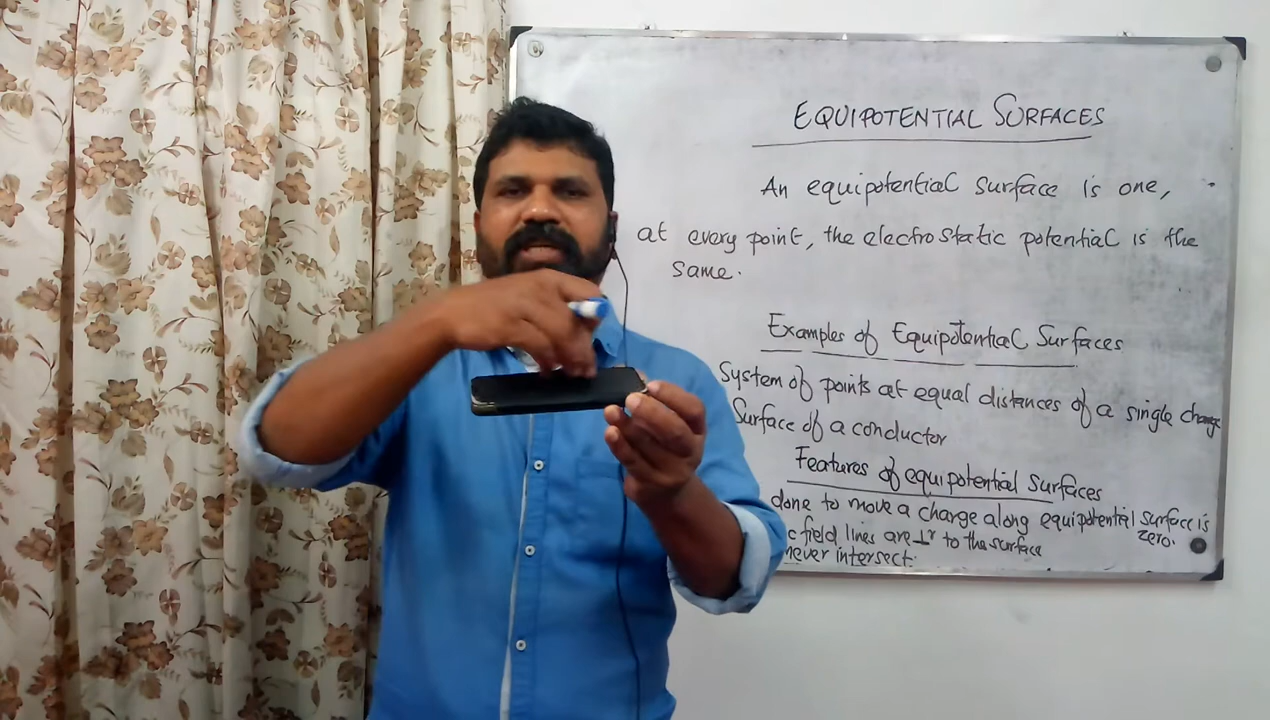 EQUIPOTENTIAL SURFACES
An equipotential surface is one,
at every point, the electrostatic potential is the
same.
Examples of Equipotential Surfaces
System of points at equal distances of a single charge
Surface of a conductor
Features of equipotential surfaces
done to move a charge along equipotential surface is
zero.
c field lines are ⊥r to the surface
never intersect.